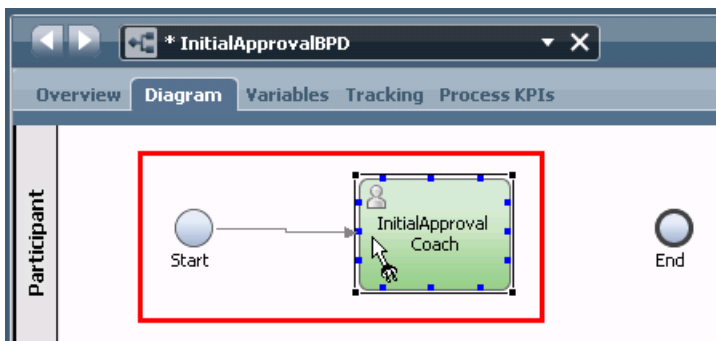 * InitialApprovalBPD
Overview Diagram Variables Tracking Process KPIs
Participant
Start
InitialApproval
Coach
End